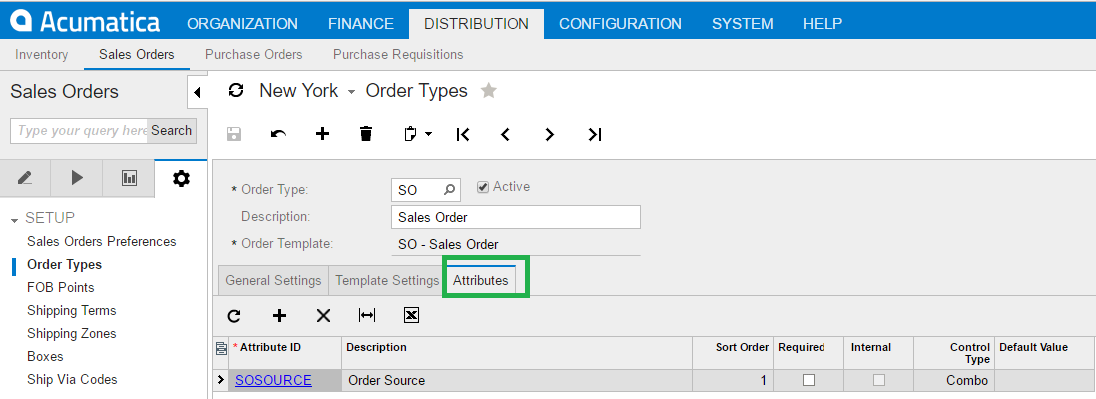 Acumatica ORGANIZATION FINANCE DISTRIBUTION CONFIGURATION SYSTEM HELP
Inventory Sales Orders Purchase Orders Purchase Requisitions
Sales Orders
New York Order Types
Type your query here Search
* Order Type: SO Active
Description: Sales Order
* Order Template: SO - Sales Order
SETUP
Sales Orders Preferences
Order Types
FOB Points
Shipping Terms
Shipping Zones
Boxes
Ship Via Codes
General Settings Template Settings Attributes
* Attribute ID Description Sort Order Required Internal Control Type Default Value
SOSOURCE Order Source 1 Combo